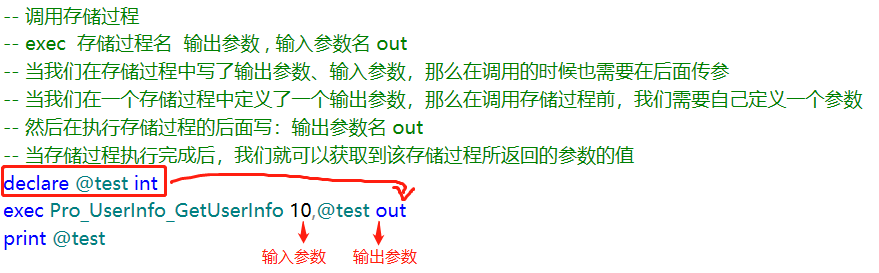 -- 调用存储过程
-- exec  存储过程名  输出参数 , 输入参数名 out
-- 当我们在存储过程中写了输出参数、输入参数，那么在调用的时候也需要在后面传参
-- 当我们在一个存储过程中定义了一个输出参数，那么在调用存储过程前，我们需要自己定义一个参数
-- 然后在执行存储过程的后面写：输出参数名 out
-- 当存储过程执行完成后，我们就可以获取到该存储过程所返回的参数的值
declare @test int
exec Pro_UserInfo_GetUserInfo 10,@test out
print @test
输入参数 输出参数